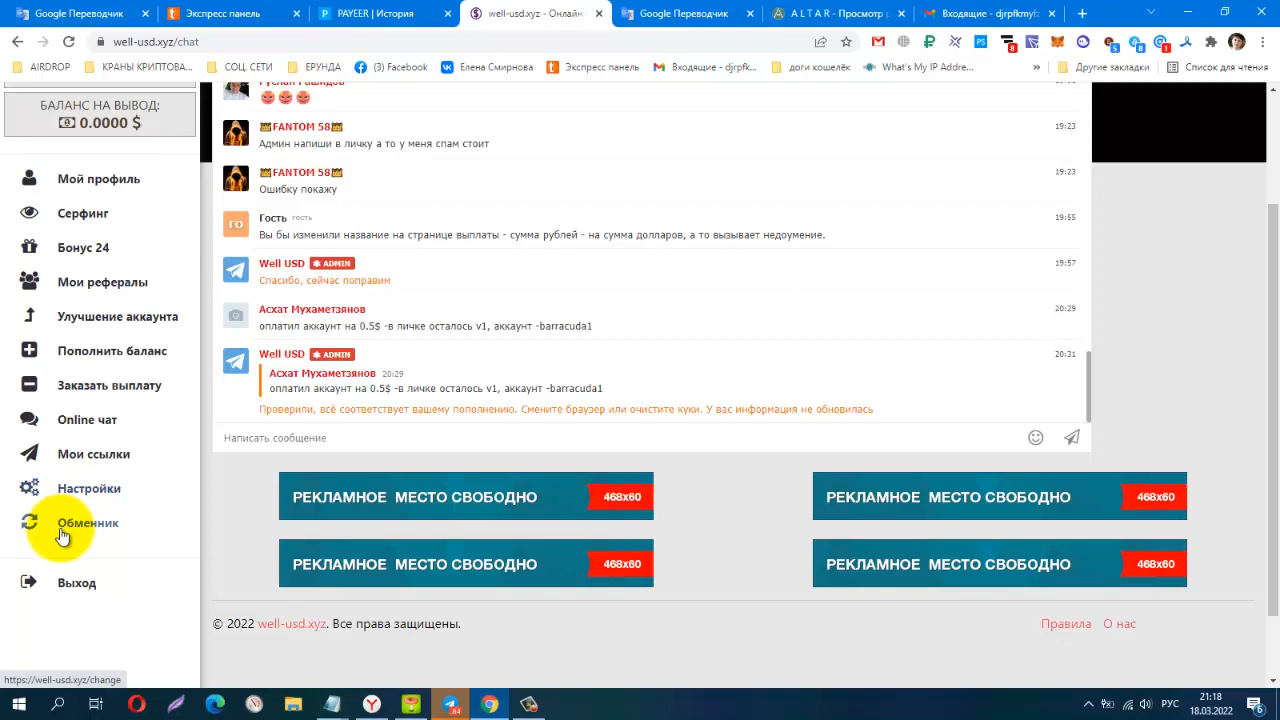 Google Переводчик
Экспресс панель
PAYEER | История
well-usd.xyz - Онлайн
Google Переводчик
A L T A R - Просмотр
Входящие - djrpfkmyf
well-usd.xyz/chat
AIRDROP
КРАНЫ КРИПТОВА...
СОЦ. СЕТИ
ЕРУНДА
(3) Facebook
Елена Смирнова
Экспресс панель
Входящие - djrpfk...
доги кошелёк
What's My IP Addre...
»
Другие закладки
Список для чтения
БАЛАНС НА ВЫВОД:
0.0000 $
Мой профиль
Серфинг
Бонус 24
Мои рефералы
Улучшение аккаунта
Пополнить баланс
Заказать выплату
Online чат
Мои ссылки
Настройки
Обменник
Выход
Руслан Рашидов
FANTOM 58
19:23
Админ напиши в личку а то у меня спам стоит
FANTOM 58
19:23
Ошибку покажу
ГО
Гость гость
19:55
Вы бы изменили название на странице выплаты - сумма рублей - на сумма долларов, а то вызывает недоумение.
Well USD ADMIN
19:57
Спасибо, сейчас поправим
Асхат Мухаметзянов
20:29
оплатил аккаунт на 0.5$ -в личке осталось v1, аккаунт -barracuda1
Well USD ADMIN
20:31
Асхат Мухаметзянов 20:29
оплатил аккаунт на 0.5$ -в личке осталось v1, аккаунт -barracuda1
Проверили, всё соответствует вашему пополнению. Смените браузер или очистите куки. У вас информация не обновилась
Написать сообщение
РЕКЛАМНОЕ МЕСТО СВОБОДНО 468x60
РЕКЛАМНОЕ МЕСТО СВОБОДНО 468x60
РЕКЛАМНОЕ МЕСТО СВОБОДНО 468x60
РЕКЛАМНОЕ МЕСТО СВОБОДНО 468x60
© 2022 well-usd.xyz. Все права защищены.
Правила О нас
https://well-usd.xyz/change
РУС
21:18
18.03.2022